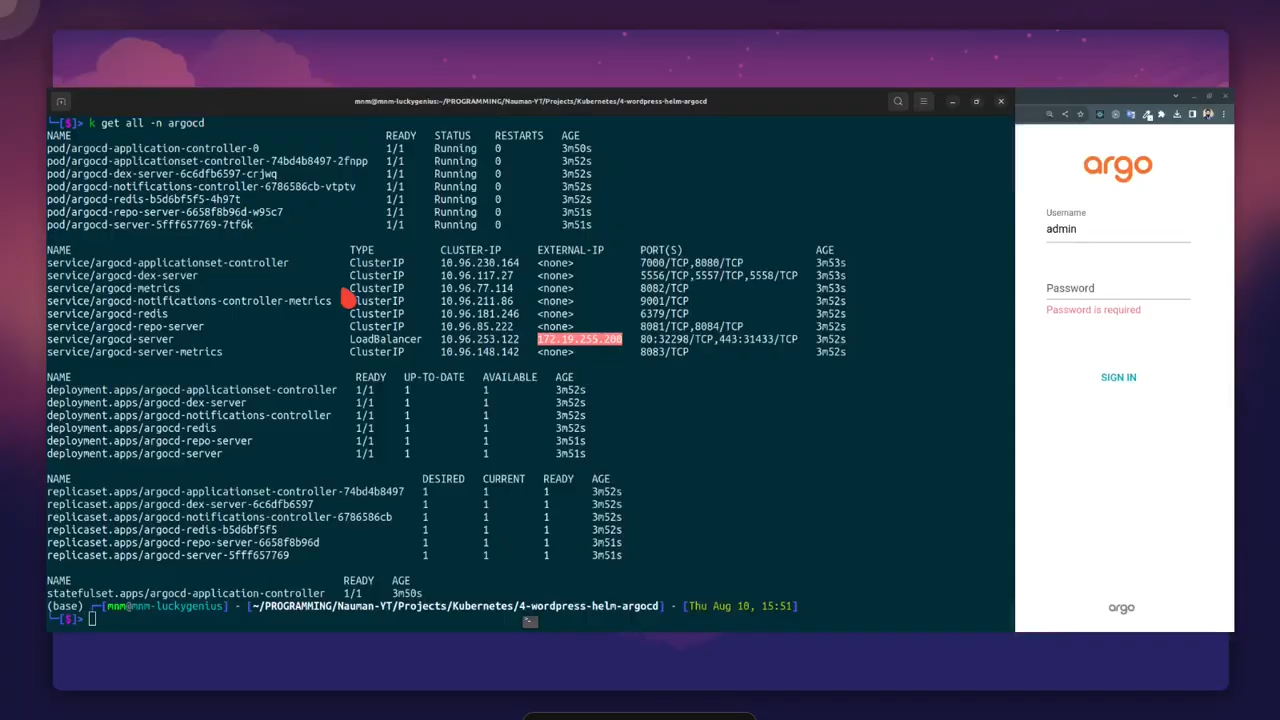 mnm@mnm-luckygenius:~/PROGRAMMING/Nauman-YT/Projects/Kubernetes/4-wordpress-helm-argocd
└─[$]> k get all -n argocd
NAME READY STATUS RESTARTS AGE
pod/argocd-application-controller-0 1/1 Running 0 3m50s
pod/argocd-applicationset-controller-74bd4b8497-2fnpp 1/1 Running 0 3m52s
pod/argocd-dex-server-6c6dfb6597-crjwq 1/1 Running 0 3m52s
pod/argocd-notifications-controller-6786586cb-vtptv 1/1 Running 0 3m52s
pod/argocd-redis-b5d6bf5f5-4h97t 1/1 Running 0 3m52s
pod/argocd-repo-server-6658f8b96d-w95c7 1/1 Running 0 3m51s
pod/argocd-server-5fff657769-7tf6k 1/1 Running 0 3m51s
NAME TYPE CLUSTER-IP EXTERNAL-IP PORT(S) AGE
service/argocd-applicationset-controller ClusterIP 10.96.230.164 <none> 7000/TCP,8080/TCP 3m53s
service/argocd-dex-server ClusterIP 10.96.117.27 <none> 5556/TCP,5557/TCP,5558/TCP 3m53s
service/argocd-metrics ClusterIP 10.96.77.114 <none> 8082/TCP 3m53s
service/argocd-notifications-controller-metrics ClusterIP 10.96.211.86 <none> 9001/TCP 3m52s
service/argocd-redis ClusterIP 10.96.181.246 <none> 6379/TCP 3m52s
service/argocd-repo-server ClusterIP 10.96.85.222 <none> 8081/TCP,8084/TCP 3m52s
service/argocd-server LoadBalancer 10.96.253.122 172.19.255.200 80:32298/TCP,443:31433/TCP 3m52s
service/argocd-server-metrics ClusterIP 10.96.148.142 <none> 8083/TCP 3m52s
NAME READY UP-TO-DATE AVAILABLE AGE
deployment.apps/argocd-applicationset-controller 1/1 1 1 3m52s
deployment.apps/argocd-dex-server 1/1 1 1 3m52s
deployment.apps/argocd-notifications-controller 1/1 1 1 3m52s
deployment.apps/argocd-redis 1/1 1 1 3m52s
deployment.apps/argocd-repo-server 1/1 1 1 3m51s
deployment.apps/argocd-server 1/1 1 1 3m51s
NAME DESIRED CURRENT READY AGE
replicaset.apps/argocd-applicationset-controller-74bd4b8497 1 1 1 3m52s
replicaset.apps/argocd-dex-server-6c6dfb6597 1 1 1 3m52s
replicaset.apps/argocd-notifications-controller-6786586cb 1 1 1 3m52s
replicaset.apps/argocd-redis-b5d6bf5f5 1 1 1 3m52s
replicaset.apps/argocd-repo-server-6658f8b96d 1 1 1 3m51s
replicaset.apps/argocd-server-5fff657769 1 1 1 3m51s
NAME READY AGE
statefulset.apps/argocd-application-controller 1/1 3m50s
(base) ┌─[mnm@mnm-luckygenius] - [~/PROGRAMMING/Nauman-YT/Projects/Kubernetes/4-wordpress-helm-argocd] - [Thu Aug 10, 15:51]
└─[$]>
argo
Username
admin
Password
Password is required
SIGN IN
argo